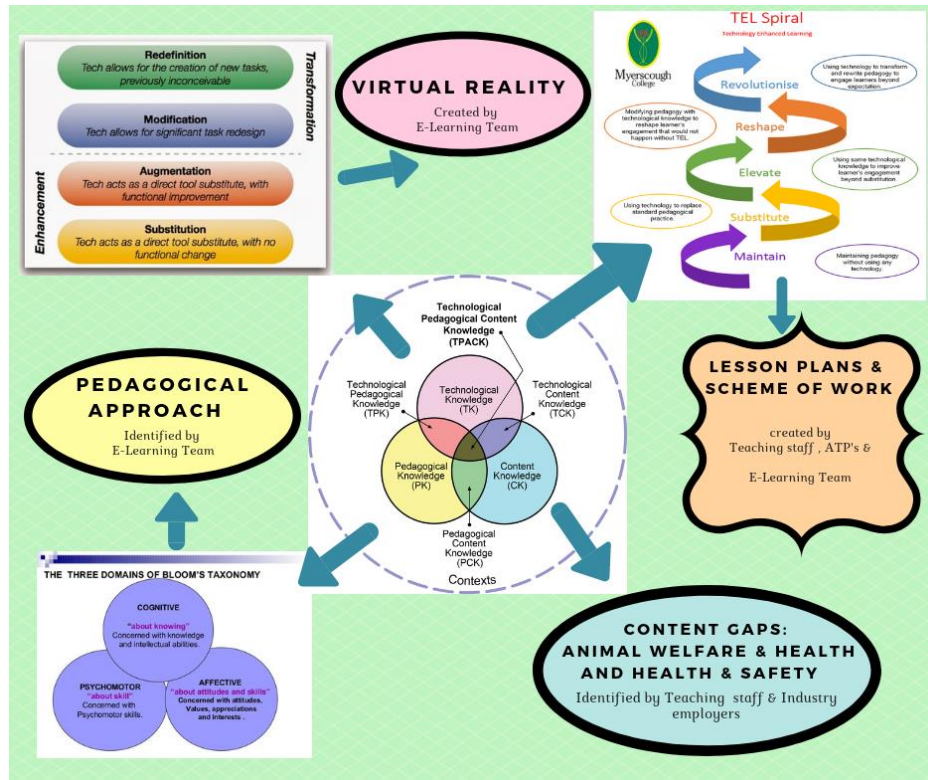 Redefinition
Tech allows for the creation of new tasks,
previously inconceivable
Modification
Tech allows for significant task redesign
Transformation
Augmentation
Tech acts as a direct tool substitute, with
functional improvement
Substitution
Tech acts as a direct tool substitute, with no
functional change
Enhancement
VIRTUAL REALITY
Created by
E-Learning Team
TEL Spiral
Technology Enhanced Learning
Myerscough
College
Revolutionise
Using technology to transform
and rewrite pedagogy to
engage learners beyond
expectation.
Modifying pedagogy with
technological knowledge to
reshape learner's
engagement that would not
happen without TEL.
Reshape
Elevate
Using some technological
knowledge to improve
learner's engagement
beyond substitution.
Using technology to replace
standard pedagogical
practice.
Substitute
Maintain
Maintaining pedagogy
without using any
technology.
PEDAGOGICAL
APPROACH
Identified by
E-Learning Team
Technological
Pedagogical Content
Knowledge
(TPACK)
Technological
Pedagogical
Knowledge
(TPK)
Technological
Knowledge
(TK)
Technological
Content
Knowledge
(TCK)
Pedagogical
Knowledge
(PK)
Content
Knowledge
(CK)
Pedagogical
Content
Knowledge
(PCK)
Contexts
LESSON PLANS &
SCHEME OF WORK
created by
Teaching staff , ATP's &
E-Learning Team
THE THREE DOMAINS OF BLOOM'S TAXONOMY
COGNITIVE
"about knowing"
Concerned with knowledge
and intellectual abilities.
PSYCHOMOTOR
"about skill"
Concerned with
Psychomotor skills.
AFFECTIVE
"about attitudes and skills"
Concerned with attitudes,
Values, appreciations
and interests .
CONTENT GAPS:
ANIMAL WELFARE & HEALTH
AND HEALTH & SAFETY
Identified by Teaching staff & Industry
employers